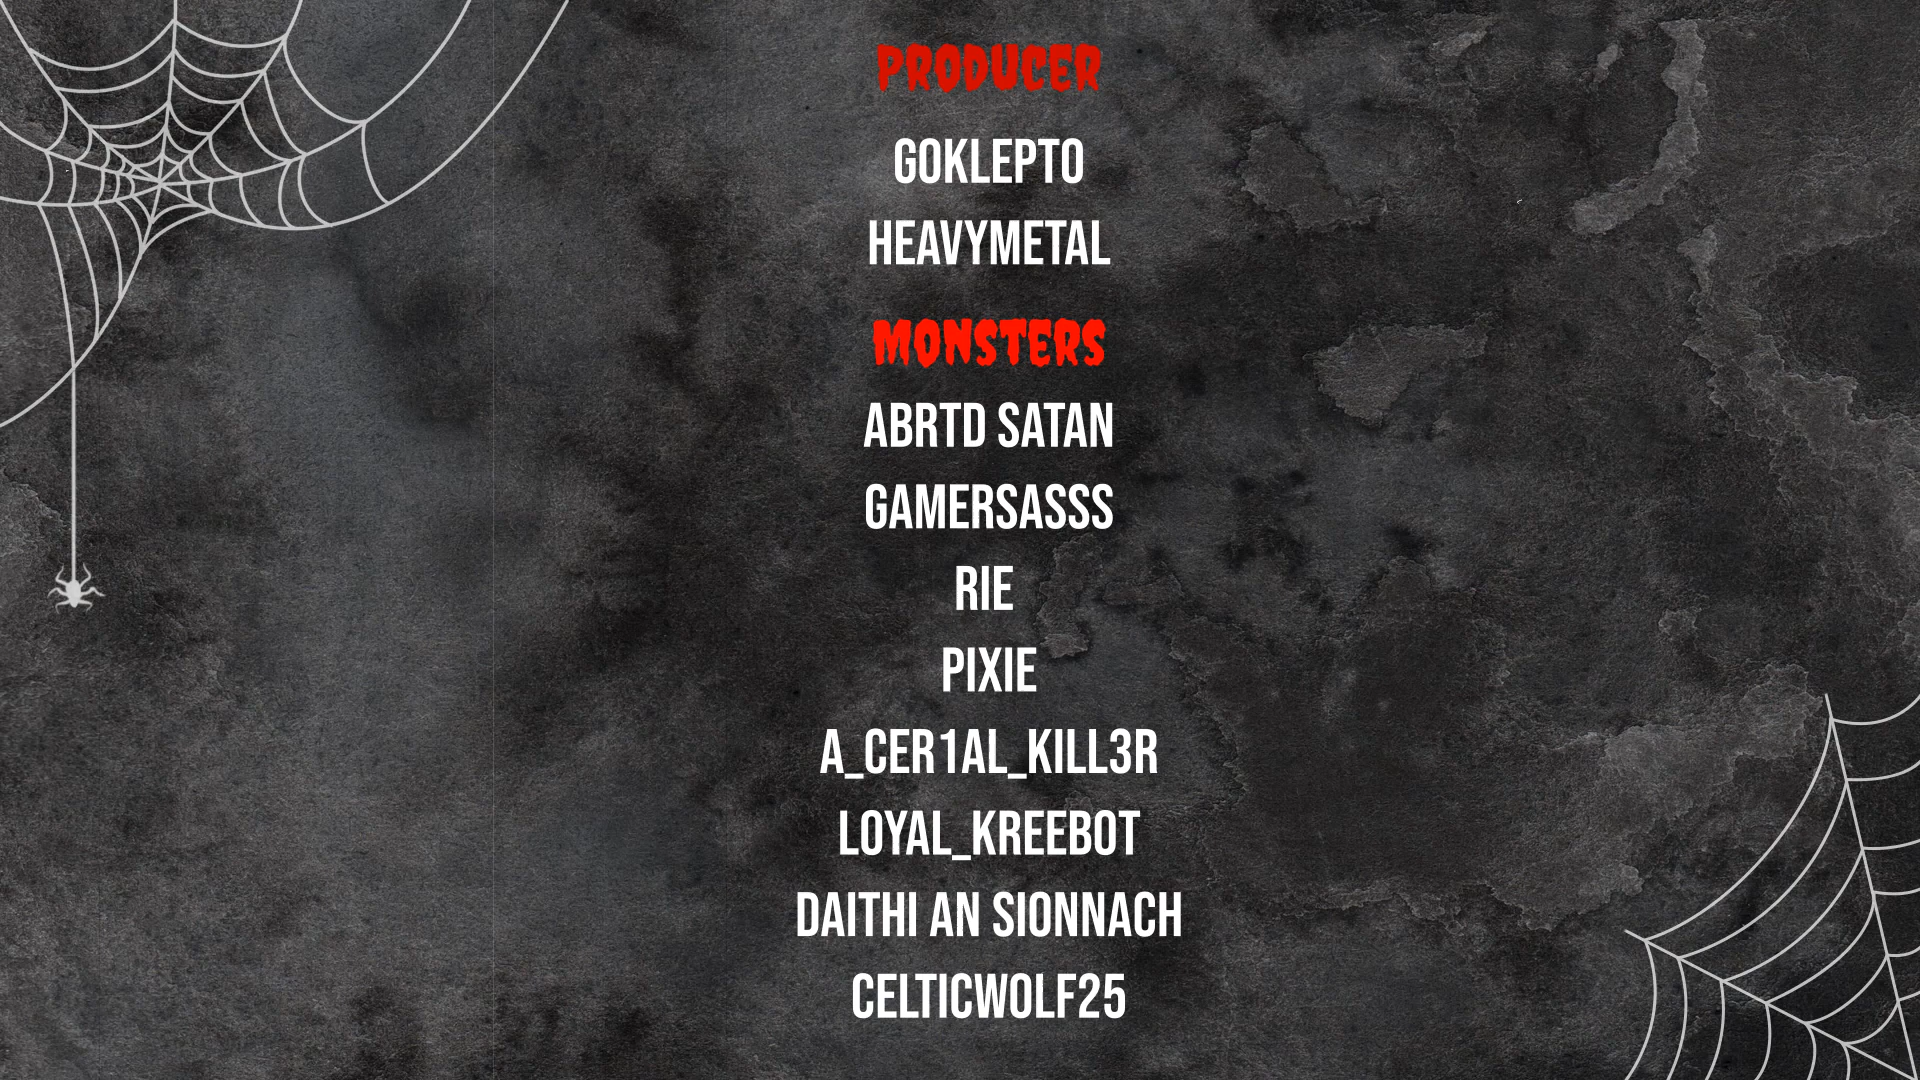 PRODUCER
GOKLEPTO
HEAVYMETAL
MONSTERS
ABRTD SATAN
GAMERSASSS
RIE
PIXIE
A_CER1AL_KILL3R
LOYAL_KREEBOT
DAITHI AN SIONNACH
CELTICWOLF25